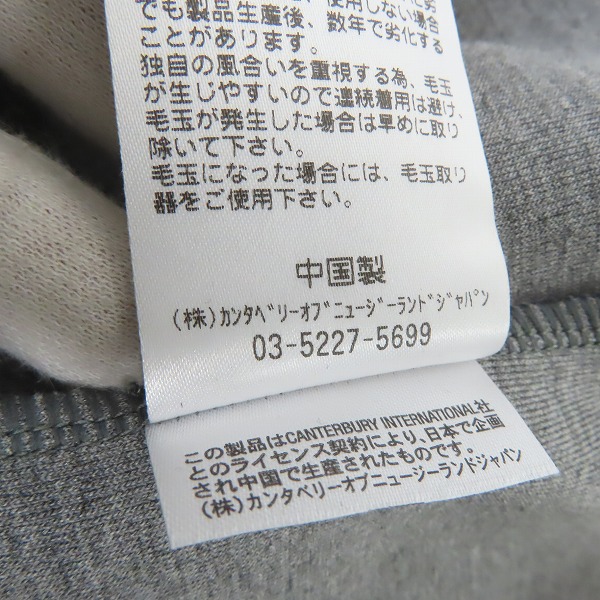 使用しない場合
でも製品生産後、数年で劣化する
ことがあります。
独自の風合いを重視する為、毛玉
が生じやすいので連続着用は避け、
毛玉が発生した場合は早めに取り
除いて下さい。
毛玉になった場合には、毛玉取り
器をご使用下さい。
中国製
(株)ｶﾝﾀﾍﾞﾘｰｵﾌﾞﾆｭｰｼﾞｰﾗﾝﾄﾞｼﾞｬﾊﾟﾝ
03-5227-5699
この製品はCANTERBURY INTERNATIONAL社
とのライセンス契約により、日本で企画
され中国で生産されたものです。
(株)カンタベリーオブニュージーランドジャパン